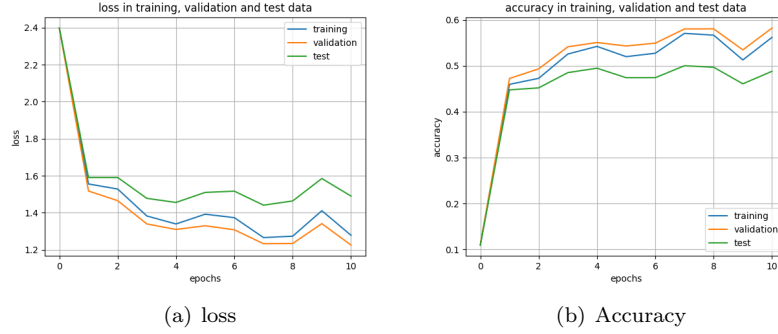 loss in training, validation and test data
training
validation
test
2.4
2.2
2.0
1.8
1.6
1.4
1.2
loss
0 2 4 6 8 10
epochs
(a) loss
accuracy in training, validation and test data
0.6
0.5
0.4
0.3
0.2
0.1
accuracy
training
validation
test
0 2 4 6 8 10
epochs
(b) Accuracy